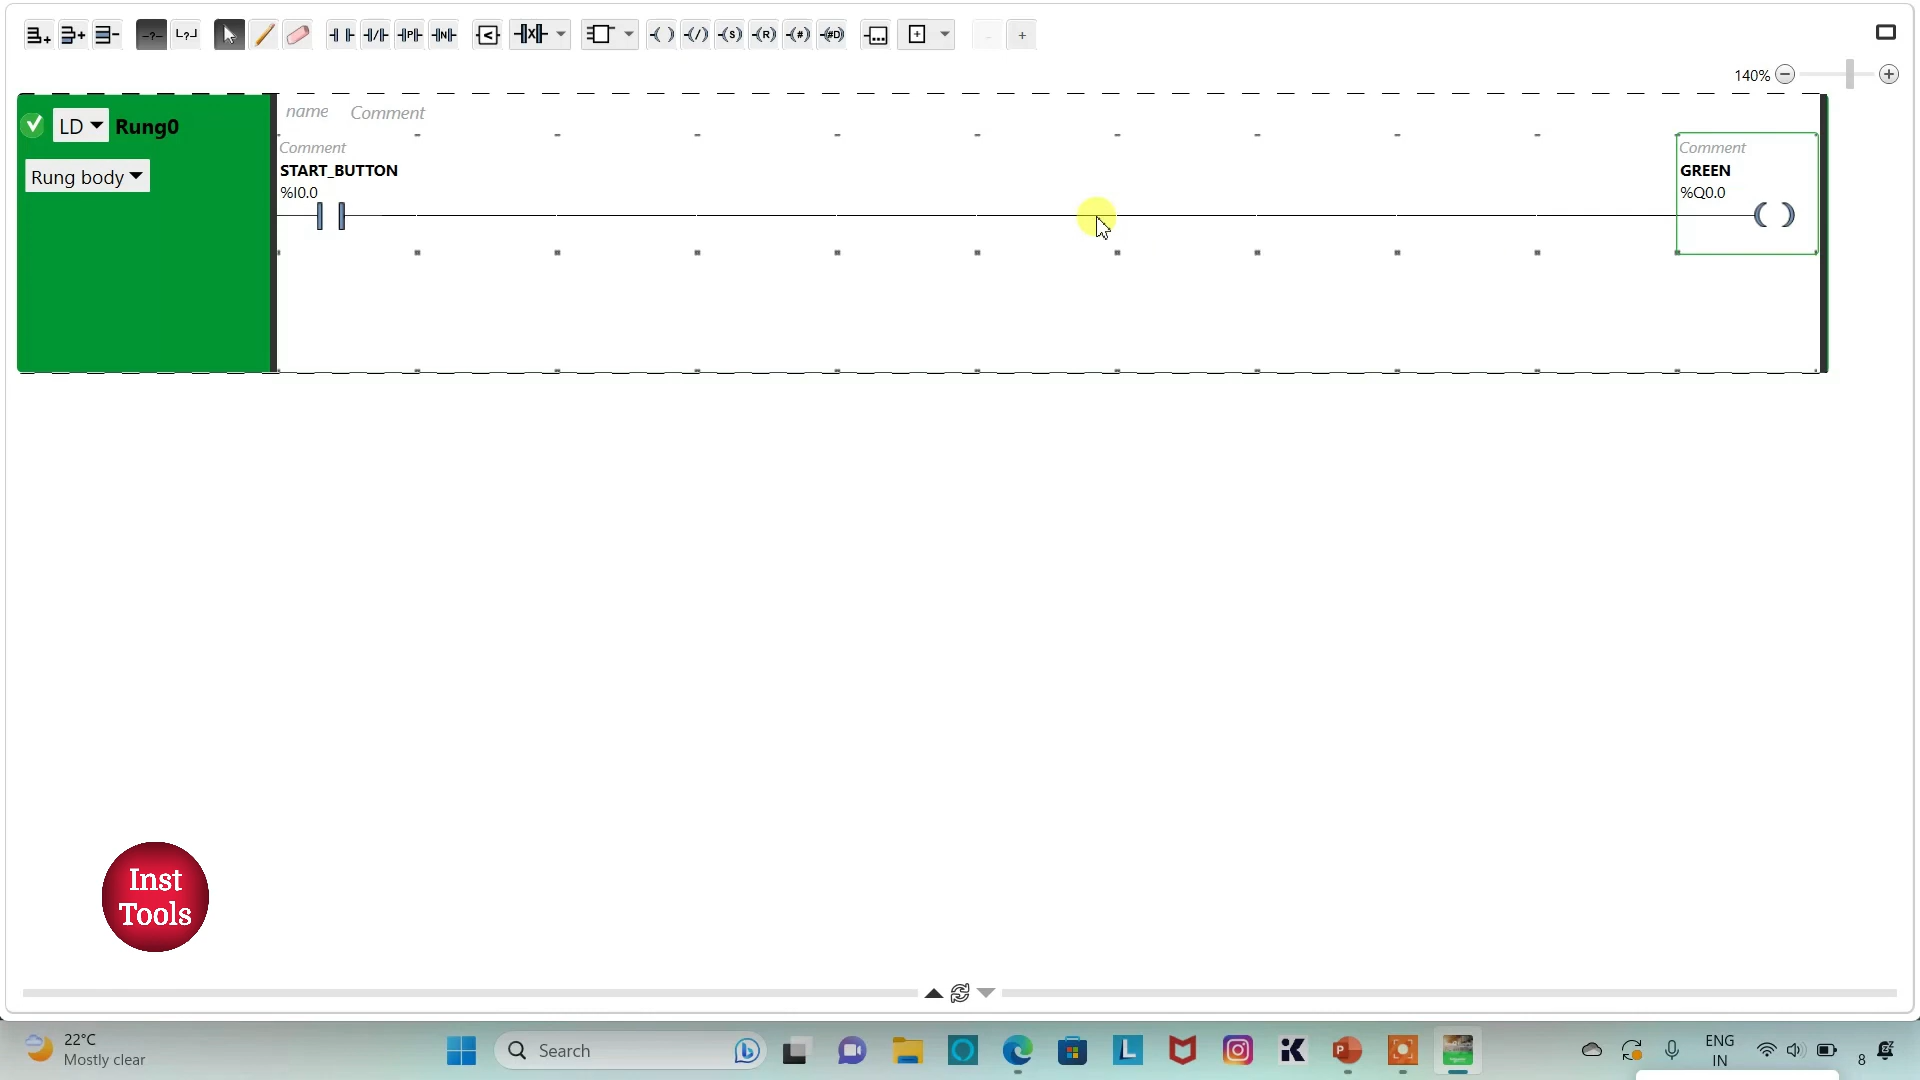 140%
LD Rung0
name Comment
Rung body
Comment
START_BUTTON
%I0.0
Comment
GREEN
%Q0.0
Inst
Tools
22°C
Mostly clear
Search
ENG
IN
8